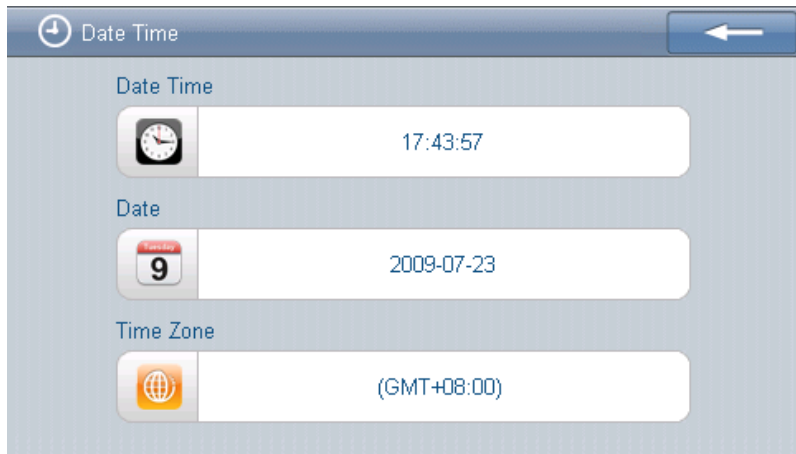 Date Time
Date Time
17:43:57
Date
Tuesday
9
2009-07-23
Time Zone
(GMT+08:00)